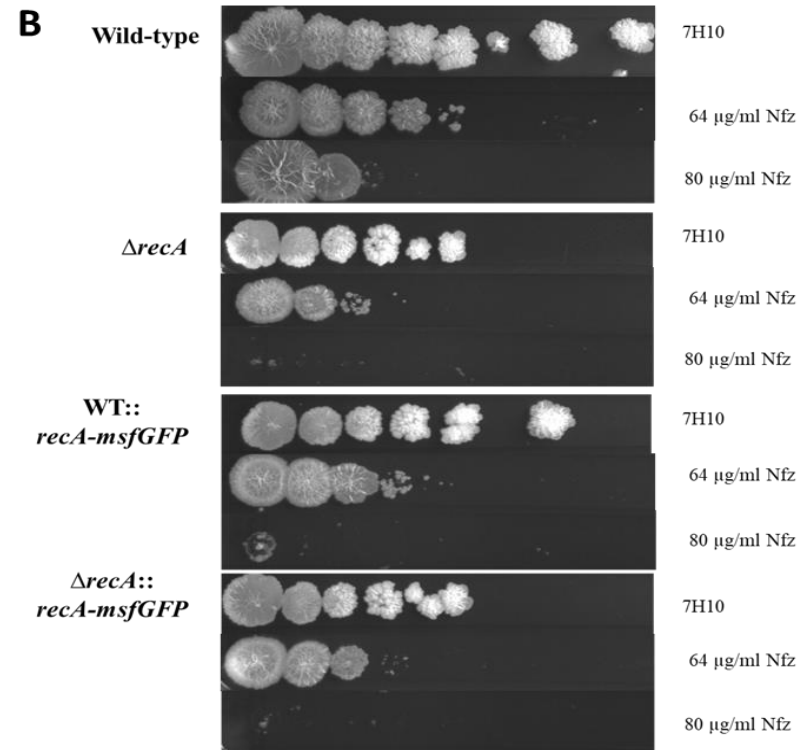 B
Wild-type
7H10
64 µg/ml Nfz
80 µg/ml Nfz
ΔrecA
7H10
64 µg/ml Nfz
80 µg/ml Nfz
WT::
recA-msfGFP
7H10
64 µg/ml Nfz
80 µg/ml Nfz
ΔrecA::
recA-msfGFP
7H10
64 µg/ml Nfz
80 µg/ml Nfz